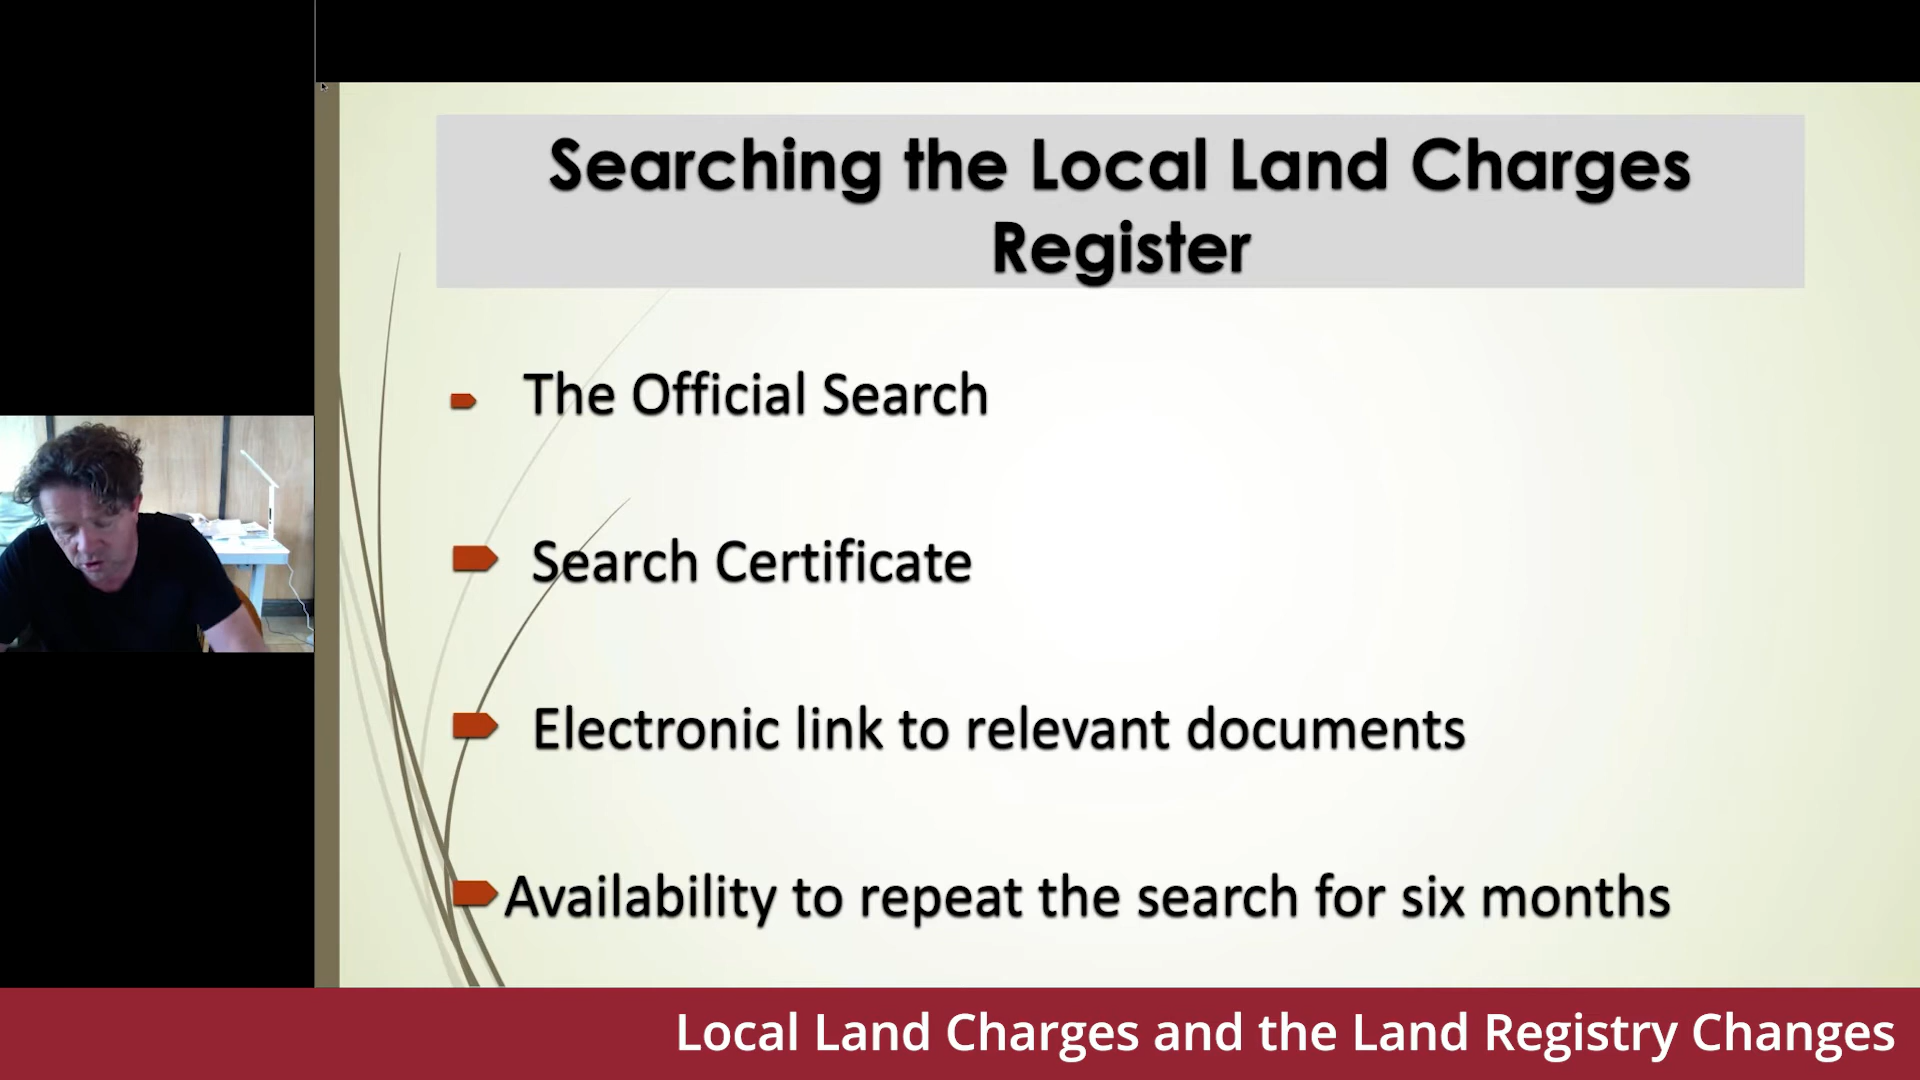 Searching the Local Land Charges
Register
The Official Search
Search Certificate
Electronic link to relevant documents
Availability to repeat the search for six months
Local Land Charges and the Land Registry Changes